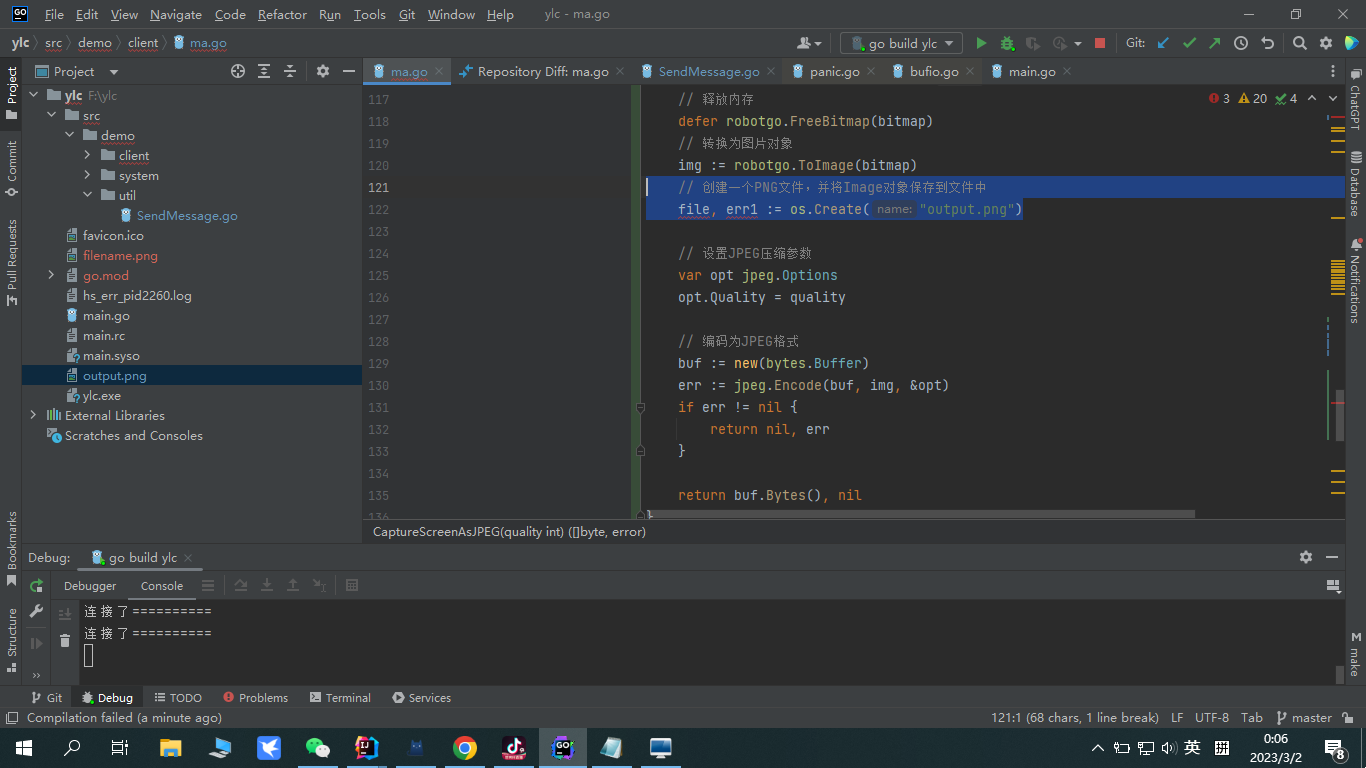 File Edit View Navigate Code Refactor Run Tools Git Window Help ylc - ma.go
ylc src demo client ma.go go build ylc Git:
Project ma.go Repository Diff: ma.go SendMessage.go panic.go bufio.go main.go
ylc F:\ylc
src
demo
client
system
util
SendMessage.go
favicon.ico
filename.png
go.mod
hs_err_pid2260.log
main.go
main.rc
main.syso
output.png
ylc.exe
External Libraries
Scratches and Consoles
Project
Commit
Pull Requests
Bookmarks
Structure
3 20 4
117 // 释放内存
118 defer robotgo.FreeBitmap(bitmap)
119 // 转换为图片对象
120 img := robotgo.ToImage(bitmap)
121 // 创建一个PNG文件，并将Image对象保存到文件中
122 file, err1 := os.Create( name: "output.png")
123
124 // 设置JPEG压缩参数
125 var opt jpeg.Options
126 opt.Quality = quality
127
128 // 编码为JPEG格式
129 buf := new(bytes.Buffer)
130 err := jpeg.Encode(buf, img, &opt)
131 if err != nil {
132 return nil, err
133 }
134
135 return buf.Bytes(), nil
136 }
CaptureScreenAsJPEG(quality int) ([]byte, error)
ChatGPT
Database
Notifications
make
Debug: go build ylc
Debugger Console
连接了==========
连接了==========
Git Debug TODO Problems Terminal Services
Compilation failed (a minute ago) 121:1 (68 chars, 1 line break) LF UTF-8 Tab master
英 拼 0:06
2023/3/2
8